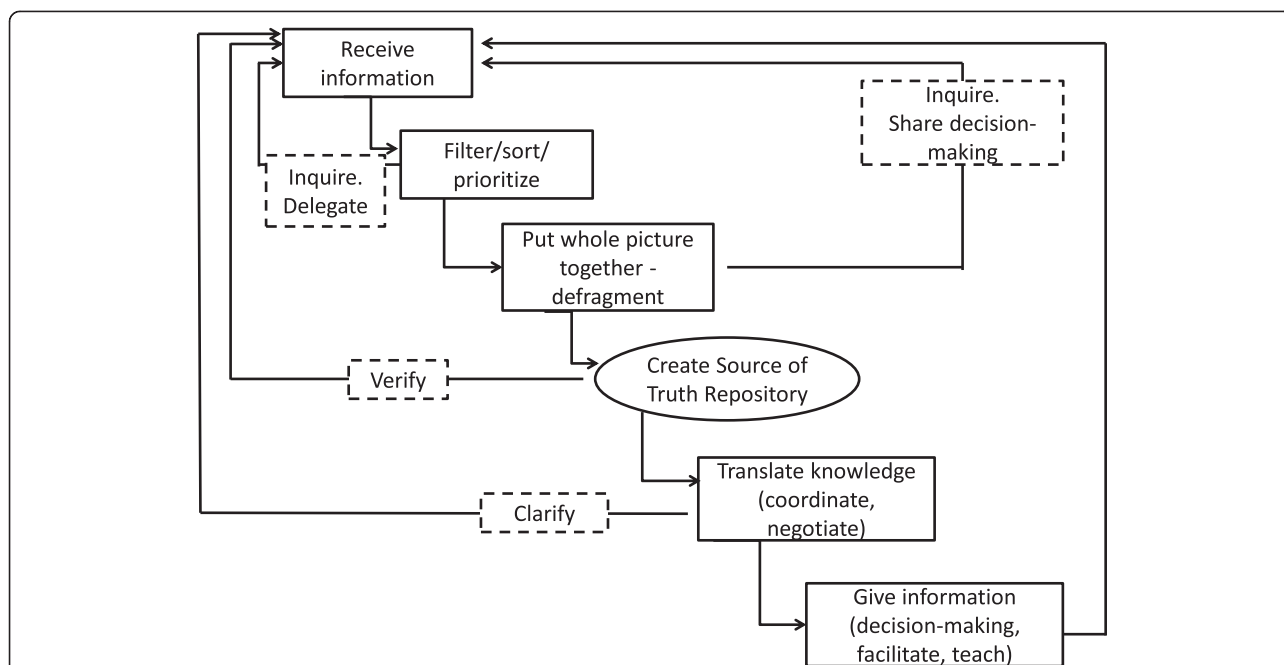 Receive
information
Inquire.
Share decision-
making
Filter/sort/
prioritize
Inquire.
Delegate
Put whole picture
together -
defragment
Create Source of
Truth Repository
Verify
Translate knowledge
(coordinate,
negotiate)
Clarify
Give information
(decision-making,
facilitate, teach)